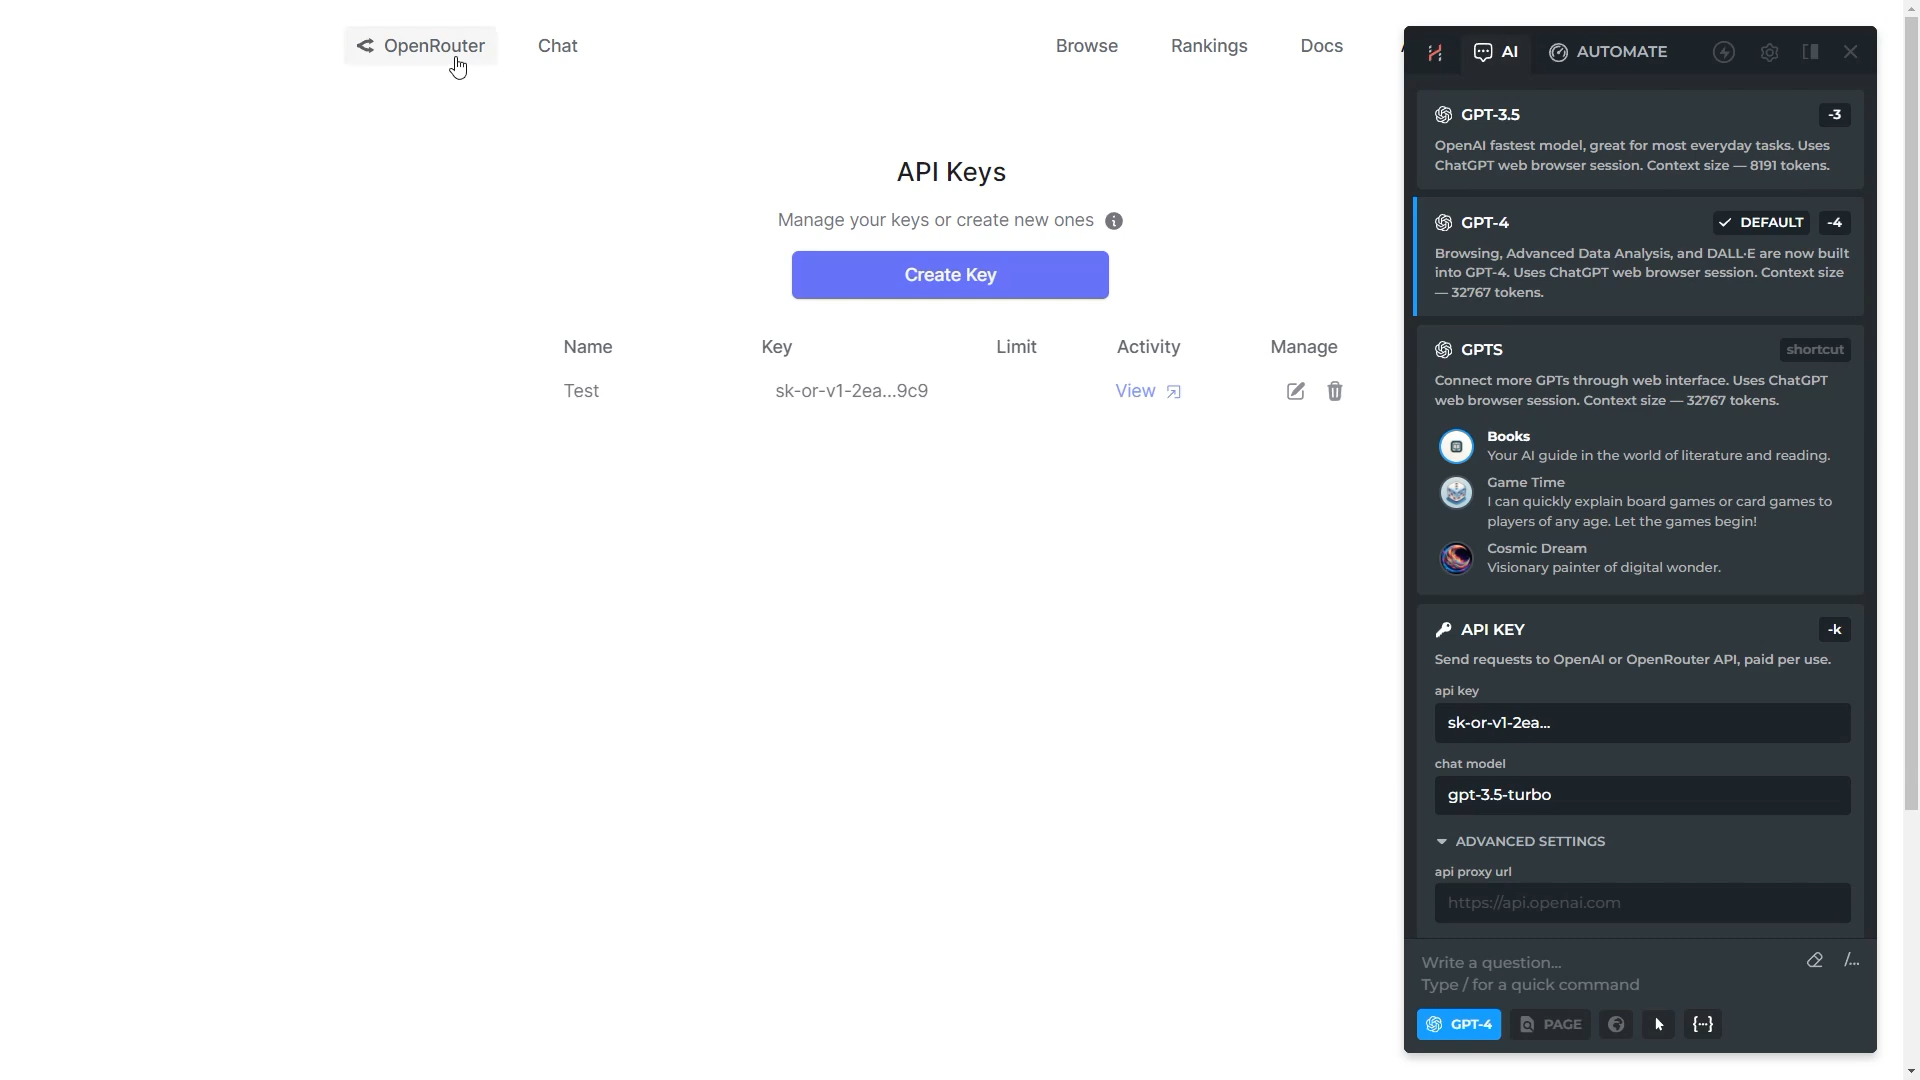 OpenRouter
Chat
Browse
Rankings
Docs
API Keys
Manage your keys or create new ones
Create Key
Name Key Limit Activity Manage
Test sk-or-v1-2ea...9c9 View
AI
AUTOMATE
GPT-3.5
-3
OpenAI fastest model, great for most everyday tasks. Uses
ChatGPT web browser session. Context size — 8191 tokens.
GPT-4
DEFAULT
-4
Browsing, Advanced Data Analysis, and DALL·E are now built
into GPT-4. Uses ChatGPT web browser session. Context size
— 32767 tokens.
GPTS
shortcut
Connect more GPTs through web interface. Uses ChatGPT
web browser session. Context size — 32767 tokens.
Books
Your AI guide in the world of literature and reading.
Game Time
I can quickly explain board games or card games to
players of any age. Let the games begin!
Cosmic Dream
Visionary painter of digital wonder.
API KEY
-k
Send requests to OpenAI or OpenRouter API, paid per use.
api key
sk-or-v1-2ea...
chat model
gpt-3.5-turbo
ADVANCED SETTINGS
api proxy url
https://api.openai.com
Write a question...
Type / for a quick command
/...
GPT-4
PAGE
{...}